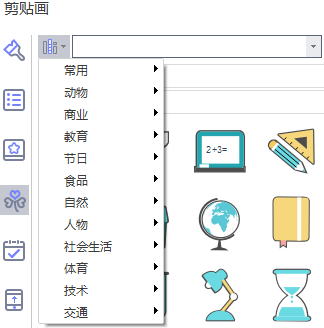 剪贴画
常用
动物
商业
教育
节日
食品
自然
人物
社会生活
体育
技术
交通
2+3=